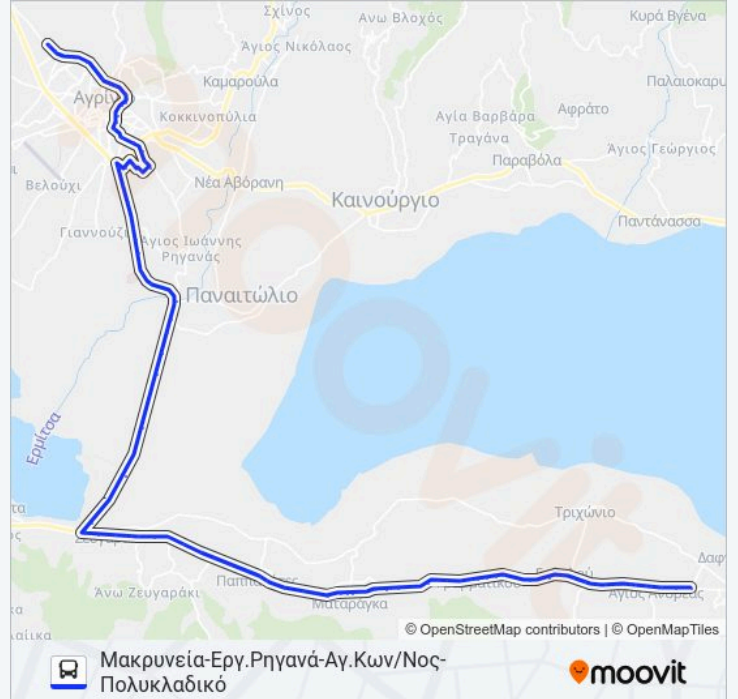 Σχίνος
Άνω Βλοχός
Κυρά Βγένα
Άγιος Νικόλαος
Καμαρούλα
Παλαιοκαρυ
Αγρίν
Κοκκινοπύλια
Αγία Βαρβάρα
Αφράτο
Τραγάνα
Άγιος Γεώργιος
Παραβόλα
Βελούχι
Νέα Αβόρανη
Καινούργιο
Παντάνασσα
Γιαννούζι
Άγιος Ιωάννης
Ρηγανάς
Παναιτώλιο
Ερμίτσα
Τριχώνιο
Άνω Ζευγαράκι
Ματαράγκα
Άγιος Ανδρέας
© OpenStreetMap contributors | © OpenMapTiles
Μακρυνεία-Εργ.Ρηγανά-Αγ.Κων/Νος-
Πολυκλαδικό
moovit